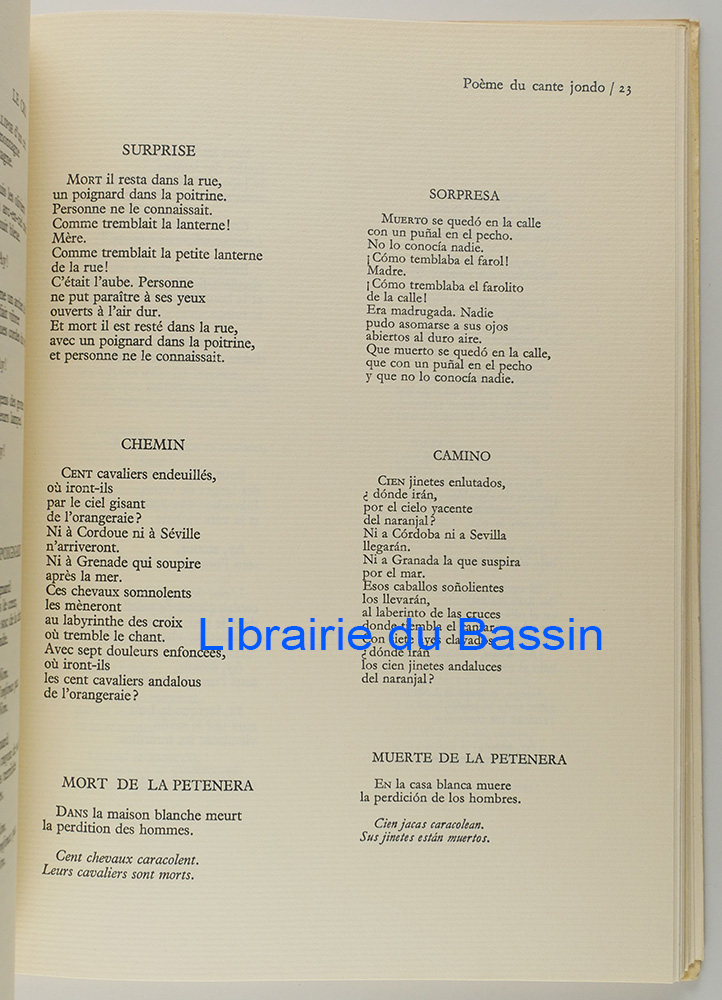 Poème du cante jondo / 23
SURPRISE
MORT il resta dans la rue,
un poignard dans la poitrine.
Personne ne le connaissait.
Comme tremblait la lanterne!
Mère.
Comme tremblait la petite lanterne
de la rue!
C'était l'aube. Personne
ne put paraître à ses yeux
ouverts à l'air dur.
Et mort il est resté dans la rue,
avec un poignard dans la poitrine,
et personne ne le connaissait.
CHEMIN
CENT cavaliers endeuillés,
où iront-ils
par le ciel gisant
de l'orangeraie?
Ni à Cordoue ni à Séville
n'arriveront.
Ni à Grenade qui soupire
après la mer.
Ces chevaux somnolents
les mèneront
au labyrinthe des croix
où tremble le chant.
Avec sept douleurs enfoncées,
où iront-ils
les cent cavaliers andalous
de l'orangeraie?
MORT DE LA PETENERA
DANS la maison blanche meurt
la perdition des hommes.
Cent chevaux caracolent.
Leurs cavaliers sont morts.
SORPRESA
MUERTO se quedó en la calle
con un puñal en el pecho.
No lo conocía nadie.
¡Cómo temblaba el farol!
Madre.
¡Cómo tremblaba el farolito
de la calle!
Era madrugada. Nadie
pudo asomarse a sus ojos
abiertos al duro aire.
Que muerto se quedó en la calle,
que con un puñal en el pecho
y que no lo conocía nadie.
CAMINO
CIEN jinetes enlutados,
¿ dónde irán,
por el cielo yacente
del naranjal?
Ni a Córdoba ni a Sevilla
llegarán.
Ni a Granada la que suspira
por el mar.
Esos caballos soñolientos
los llevarán,
al laberinto de las cruces
donde tiembla el cantar.
Con siete ayes clavados,
¿ dónde irán
los cien jinetes andaluces
del naranjal?
MUERTE DE LA PETENERA
EN la casa blanca muere
la perdición de los hombres.
Cien jacas caracolean.
Sus jinetes están muertos.
Librairie du Bassin